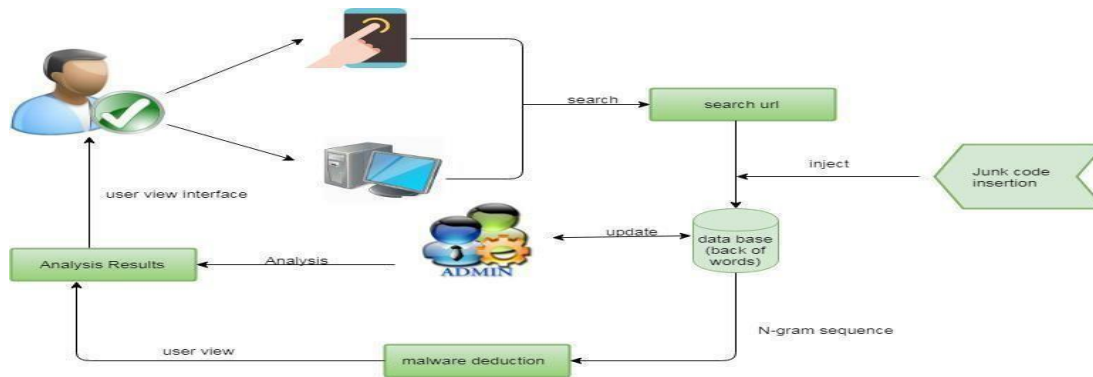 search
search url
inject
Junk code
insertion
user view interface
ADMIN
update
data base
(back of
words)
Analysis Results
Analysis
N-gram sequence
user view
malware deduction